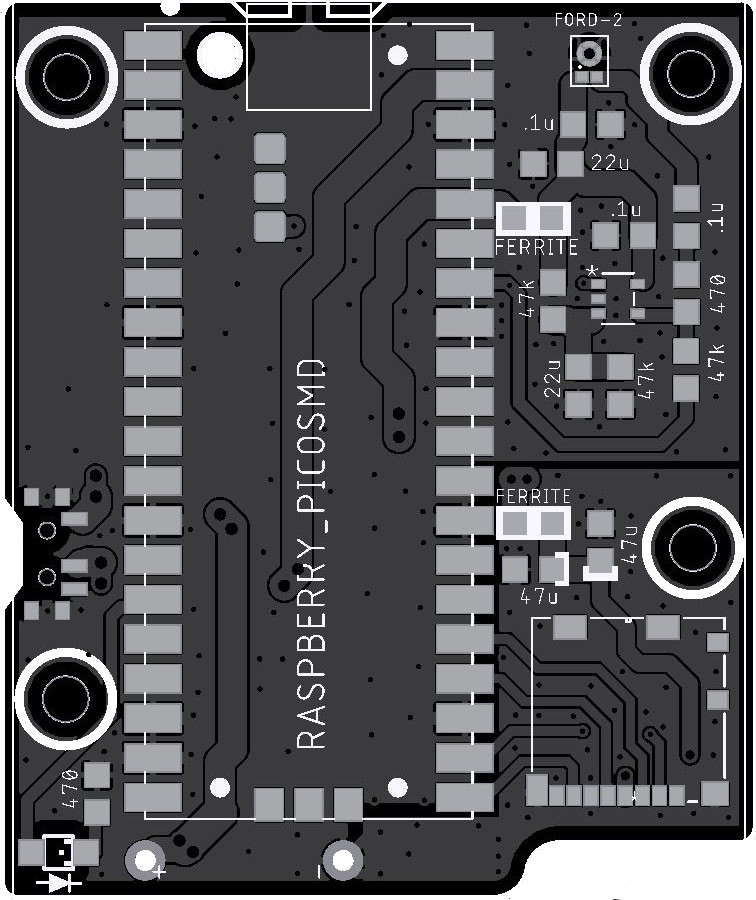 FORD-2
.1u
22u
.1u
.1u
FERRITE
*
47k
470
22u
47k
47k
RASPBERRY_PICOSMD
FERRITE
47u
47u
470
+
-